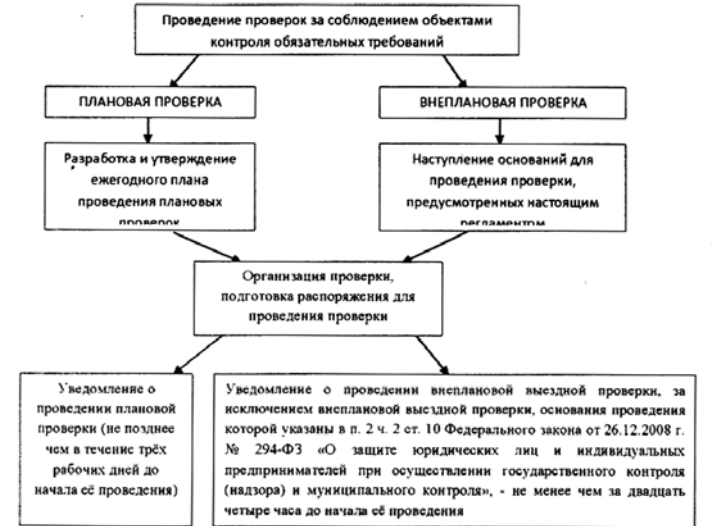 Проведение проверок за соблюдением объектами
контроля обязательных требований
ПЛАНОВАЯ ПРОВЕРКА
ВНЕПЛАНОВАЯ ПРОВЕРКА
Разработка и утверждение
ежегодного плана
проведения плановых
проверок
Наступление оснований для
проведения проверки,
предусмотренных настоящим
регламентом
Организация проверки,
подготовка распоряжения для
проведения проверки
Уведомление о
проведении плановой
проверки (не позднее
чем в течение трёх
рабочих дней до
начала её проведения)
Уведомление о проведении внеплановой выездной проверки, за
исключением внеплановой выездной проверки, основания проведения
которой указаны в п. 2 ч. 2 ст. 10 Федерального закона от 26.12.2008 г.
№ 294-ФЗ «О защите юридических лиц и индивидуальных
предпринимателей при осуществлении государственного контроля
(надзора) и муниципального контроля», - не менее чем за двадцать
четыре часа до начала её проведения